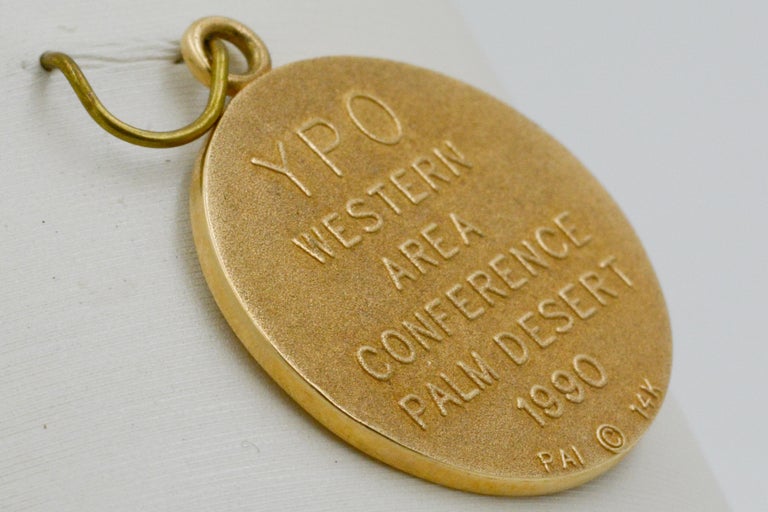 YPO
WESTERN
AREA
CONFERENCE
PALM DESERT
1990
PAI © 14K